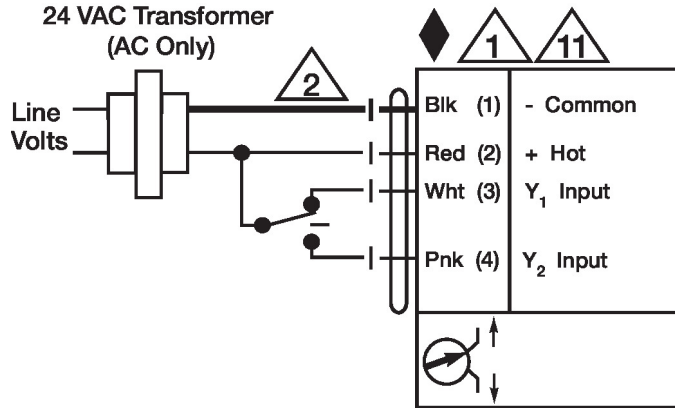 24 VAC Transformer
(AC Only)
1 11
2
Line
Volts
Blk (1) - Common
Red (2) + Hot
Wht (3) Y1 Input
Pnk (4) Y2 Input